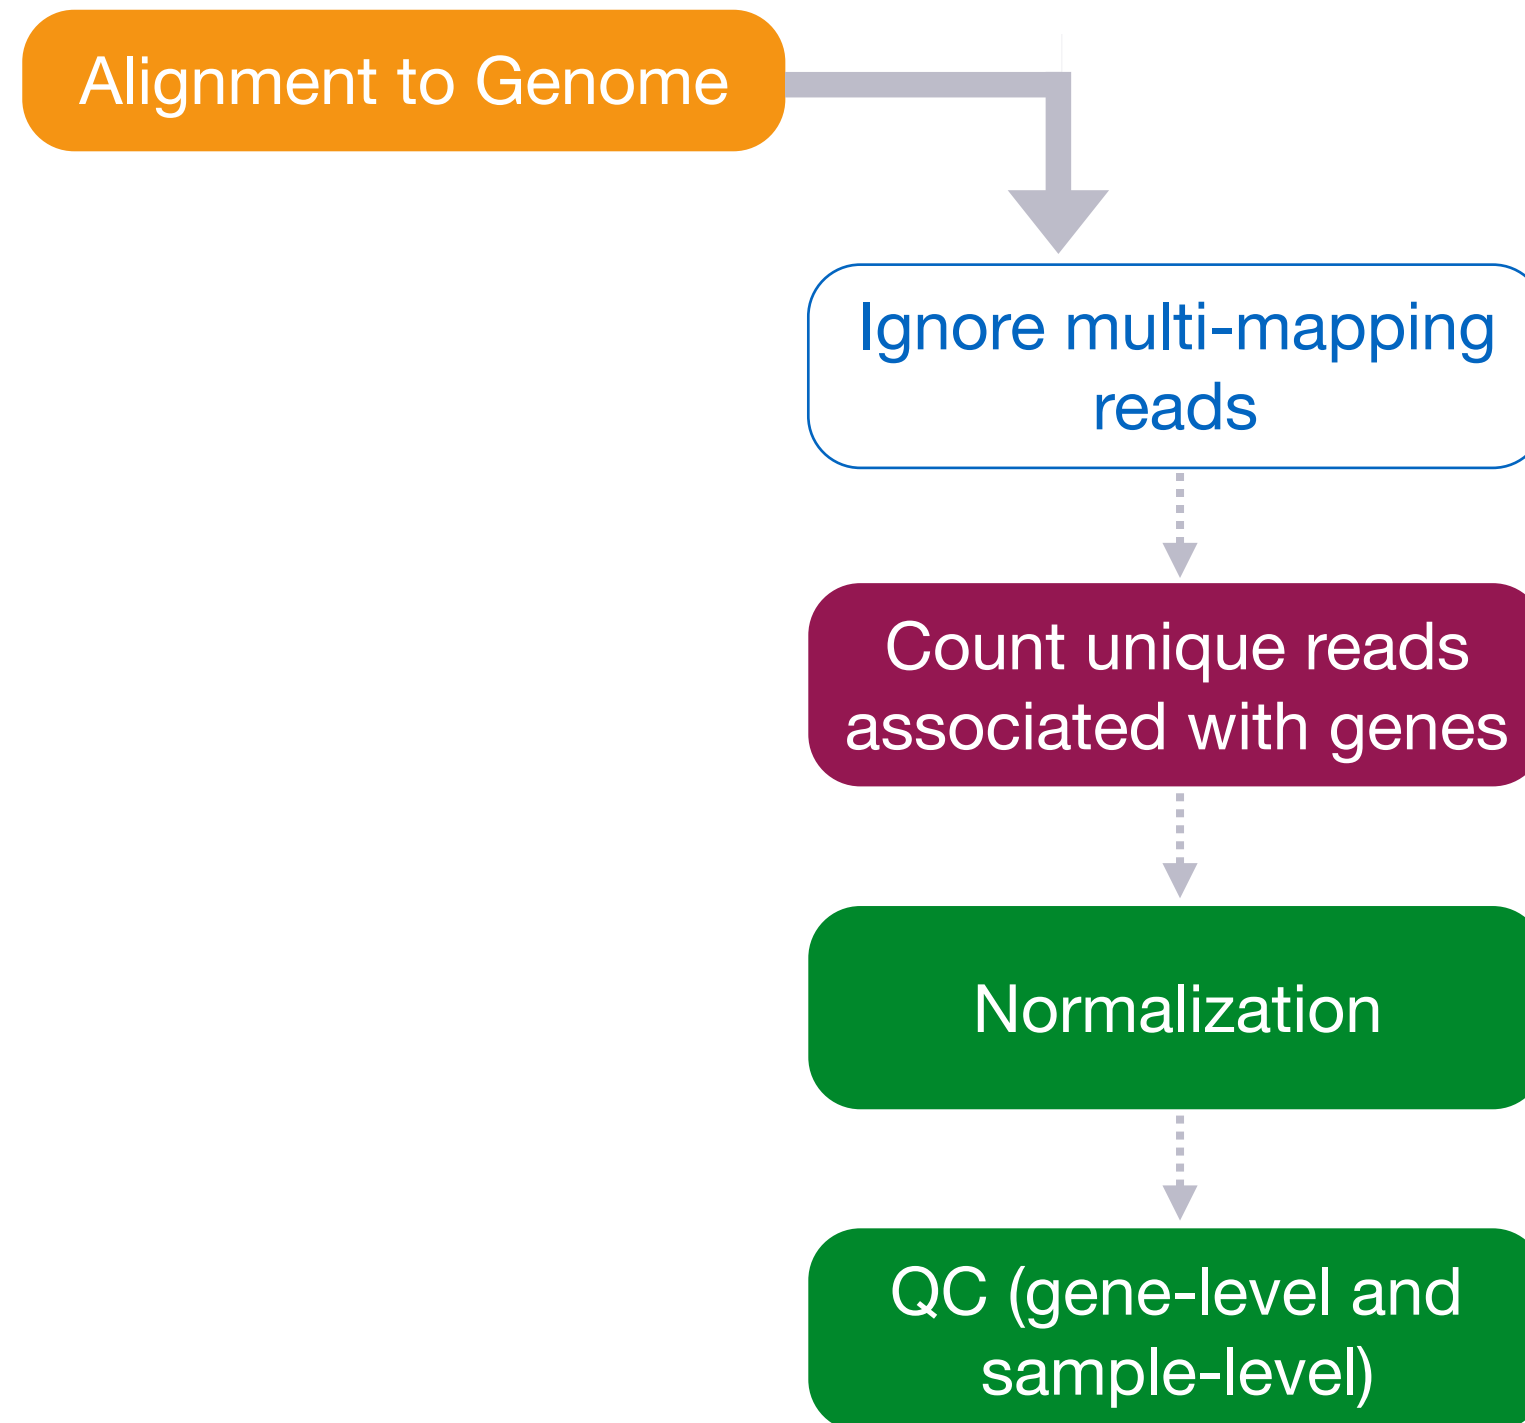 Alignment to Genome
Ignore multi-mapping
reads
Count unique reads
associated with genes
Normalization
QC (gene-level and
sample-level)